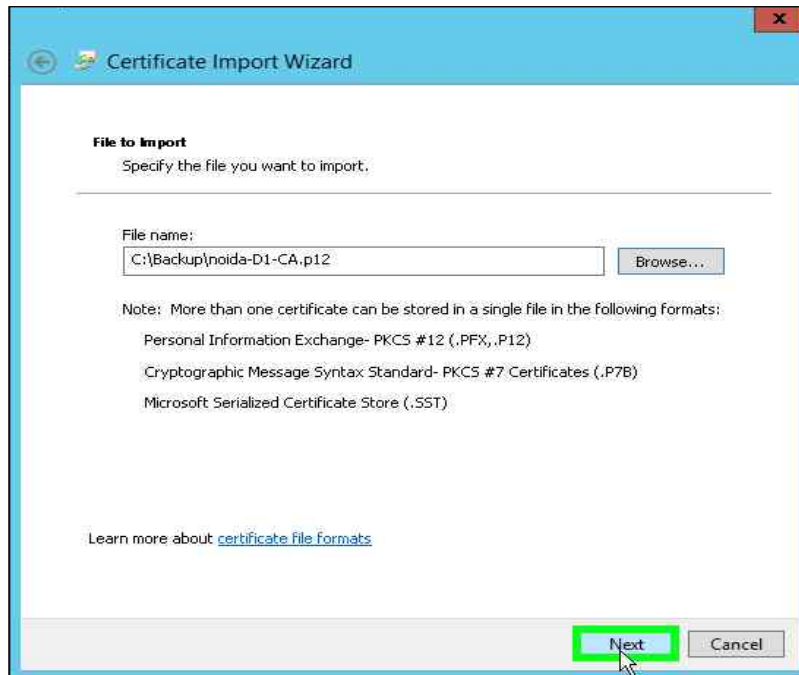 Certificate Import Wizard
File to Import
Specify the file you want to import.
File name:
C:\Backup\noida-D1-CA.p12
Browse...
Note: More than one certificate can be stored in a single file in the following formats:
Personal Information Exchange- PKCS #12 (.PFX,.P12)
Cryptographic Message Syntax Standard- PKCS #7 Certificates (.P7B)
Microsoft Serialized Certificate Store (.SST)
Learn more about certificate file formats
Next Cancel